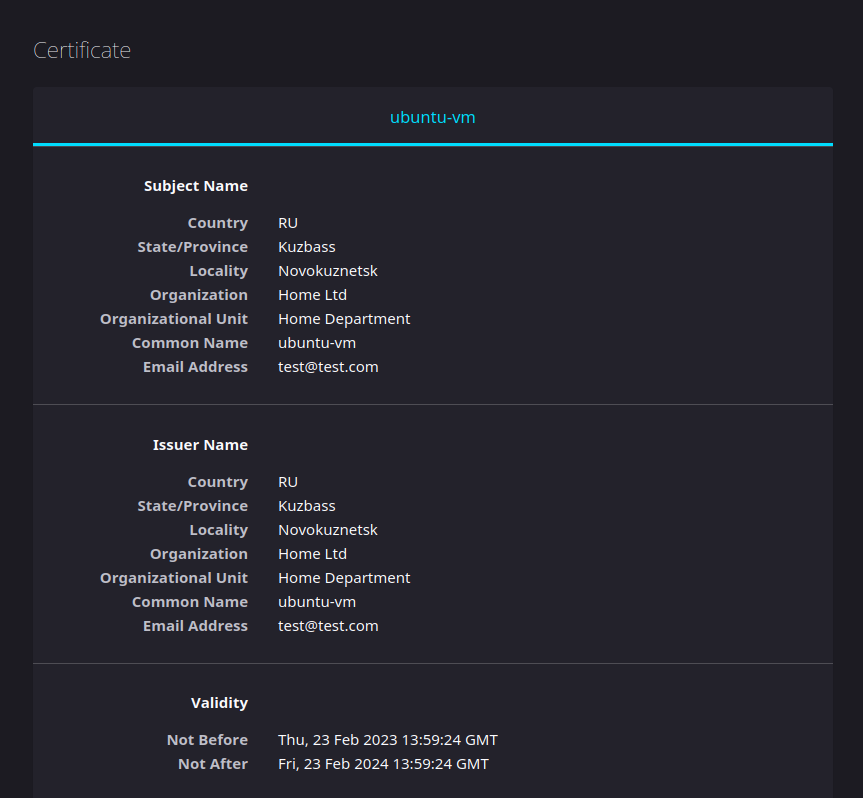 Certificate
ubuntu-vm
Subject Name
Country RU
State/Province Kuzbass
Locality Novokuznetsk
Organization Home Ltd
Organizational Unit Home Department
Common Name ubuntu-vm
Email Address test@test.com
Issuer Name
Country RU
State/Province Kuzbass
Locality Novokuznetsk
Organization Home Ltd
Organizational Unit Home Department
Common Name ubuntu-vm
Email Address test@test.com
Validity
Not Before Thu, 23 Feb 2023 13:59:24 GMT
Not After Fri, 23 Feb 2024 13:59:24 GMT